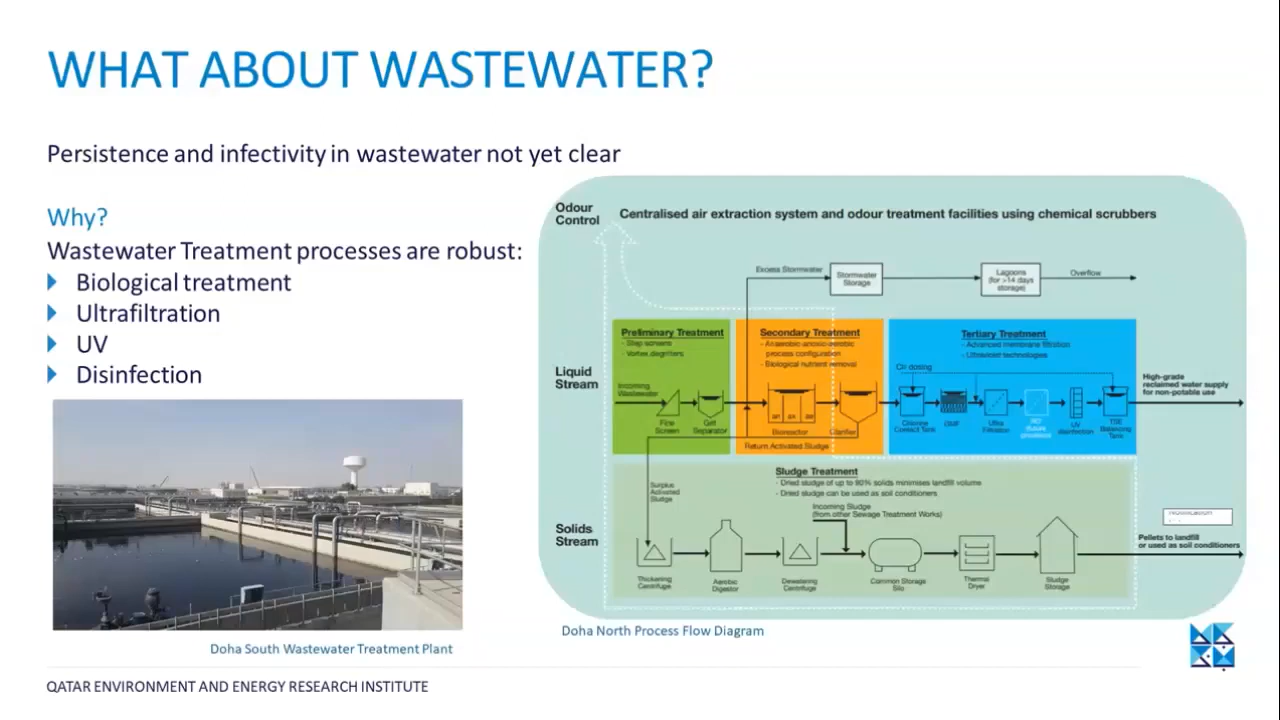 WHAT ABOUT WASTEWATER?
Persistence and infectivity in wastewater not yet clear
Why?
Wastewater Treatment processes are robust:
Biological treatment
Ultrafiltration
UV
Disinfection
Doha South Wastewater Treatment Plant
Odour
Control
Centralised air extraction system and odour treatment facilities using chemical scrubbers
Excess Stormwater
Stormwater
Storage
Lagoons
(for >14 days
storage)
Overflow
Liquid
Stream
Preliminary Treatment
- Step screens
- Vortex degritters
Incoming
Wastewater
Fine
Screen
Grit
Separator
Secondary Treatment
- Anaerobic anoxic aerobic
process configuration
- Biological nutrient removal
Bioreactor
Clarifier
Return Activated Sludge
Tertiary Treatment
- Advanced membrane filtration
- Ultraviolet technologies
dosing
Chlorine
Contact Tank
Ultra
Filtration
UV
disinfection
TSE
Balancing
Tank
High-grade
reclaimed water supply
for non-potable use
Solids
Stream
Sludge Treatment
- Dried sludge of up to 90% solids minimises landfill volume
- Dried sludge can be used as soil conditioners
Surplus
Activated
Sludge
Incoming Sludge
(from other Sewage Treatment Works)
Thickening
Centrifuge
Aerobic
Digestor
Dewatering
Centrifuge
Common Storage
Silo
Thermal
Dryer
Sludge
Storage
Pellets to landfill
or used as soil conditioners
Doha North Process Flow Diagram
QATAR ENVIRONMENT AND ENERGY RESEARCH INSTITUTE